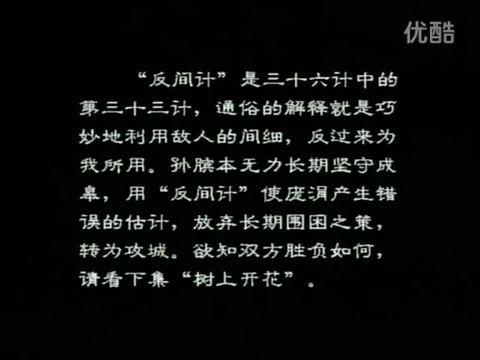 优酷
“反间计”是三十六计中的
第三十三计，通俗的解释就是巧
妙地利用敌人的间细，反过来为
我所用。孙膑本无力长期坚守成
皋，用“反间计”使庞涓产生错
误的估计，放弃长期围困之策，
转为攻城。欲知双方胜负如何，
请看下集“树上开花”。